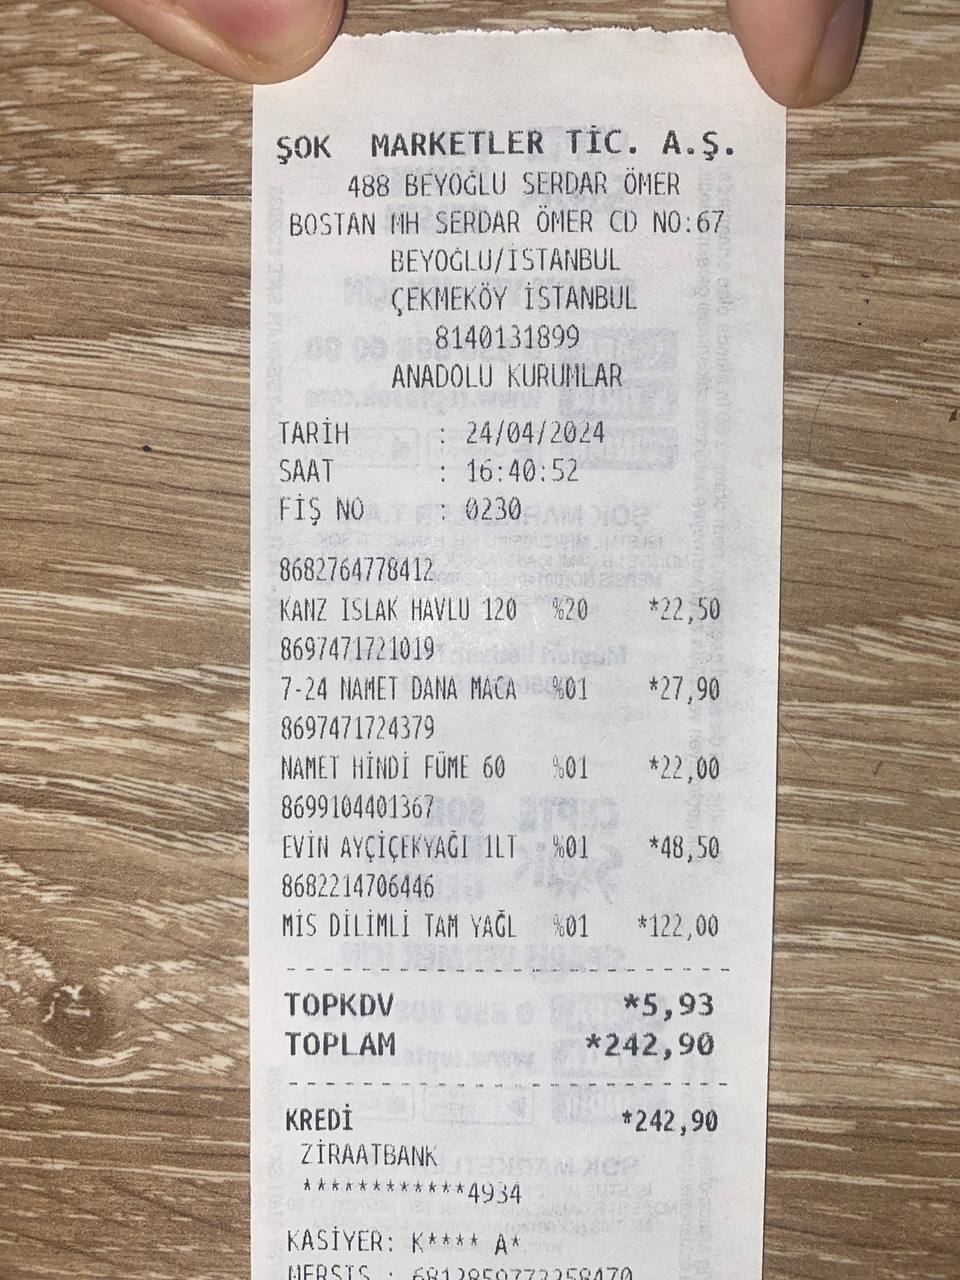 ŞOK MARKETLER TİC. A.Ş.
488 BEYOĞLU SERDAR ÖMER
BOSTAN MH SERDAR ÖMER CD NO:67
BEYOĞLU/İSTANBUL
ÇEKMEKÖY İSTANBUL
8140131899
ANADOLU KURUMLAR
TARİH : 24/04/2024
SAAT : 16:40:52
FİŞ NO : 0230
8682764778412
KANZ ISLAK HAVLU 120 %20 *22,50
8697471721019
7-24 NAMET DANA MACA %01 *27,90
8697471724379
NAMET HİNDİ FÜME 60 %01 *22,00
8699104401367
EVİN AYÇİÇEKYAĞI 1LT %01 *48,50
8682214706446
MİS DİLİMLİ TAM YAĞL %01 *122,00
TOPKDV *5,93
TOPLAM *242,90
KREDİ *242,90
ZİRAATBANK
************4934
KASİYER: K**** A*
MERSIS : 6812859773258470